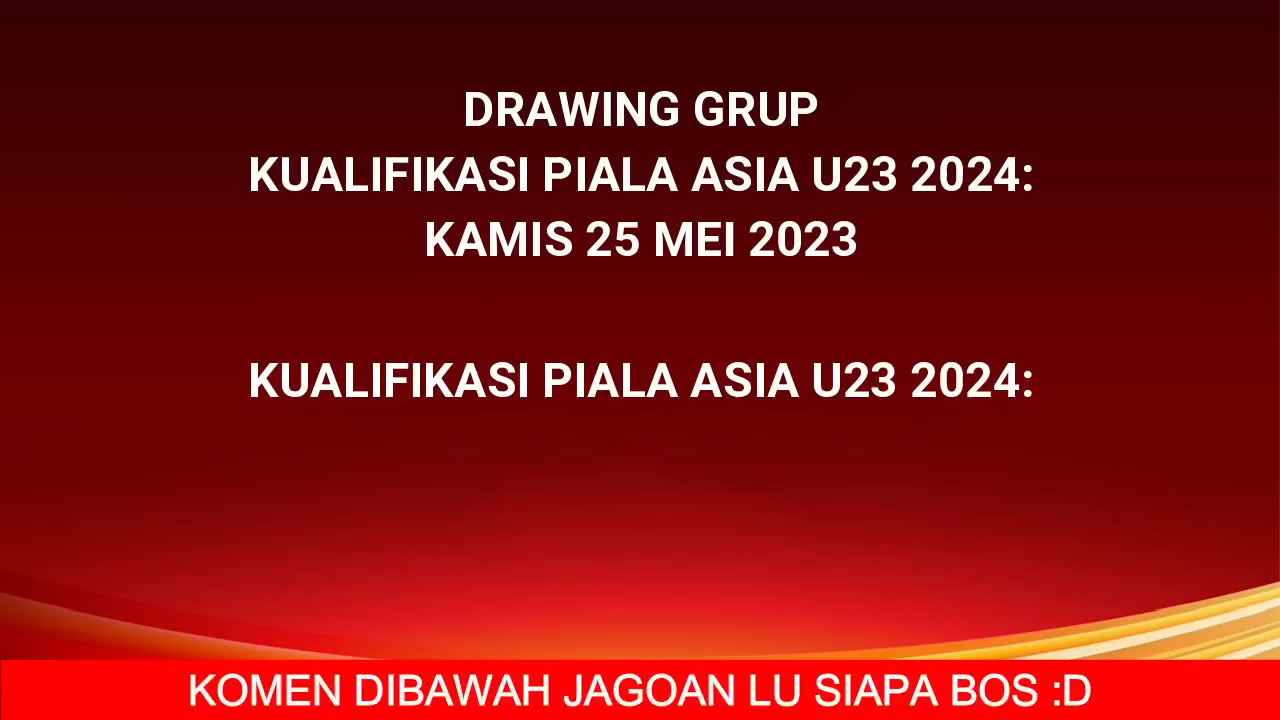 DRAWING GRUP
KUALIFIKASI PIALA ASIA U23 2024:
KAMIS 25 MEI 2023
KUALIFIKASI PIALA ASIA U23 2024:
KOMEN DIBAWAH JAGOAN LU SIAPA BOS :D